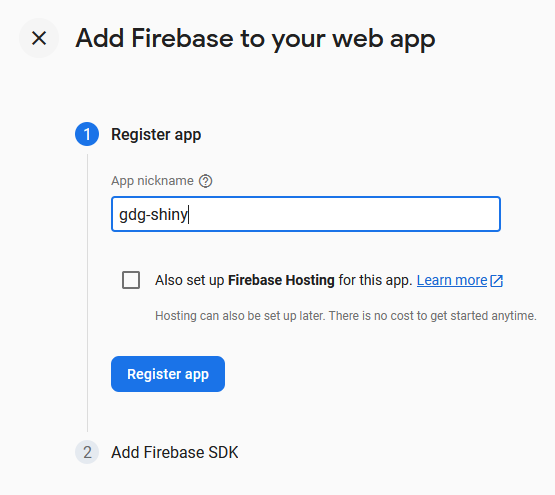 Add Firebase to your web app
1 Register app
App nickname
gdg-shiny
Also set up Firebase Hosting for this app. Learn more
Hosting can also be set up later. There is no cost to get started anytime.
Register app
2 Add Firebase SDK